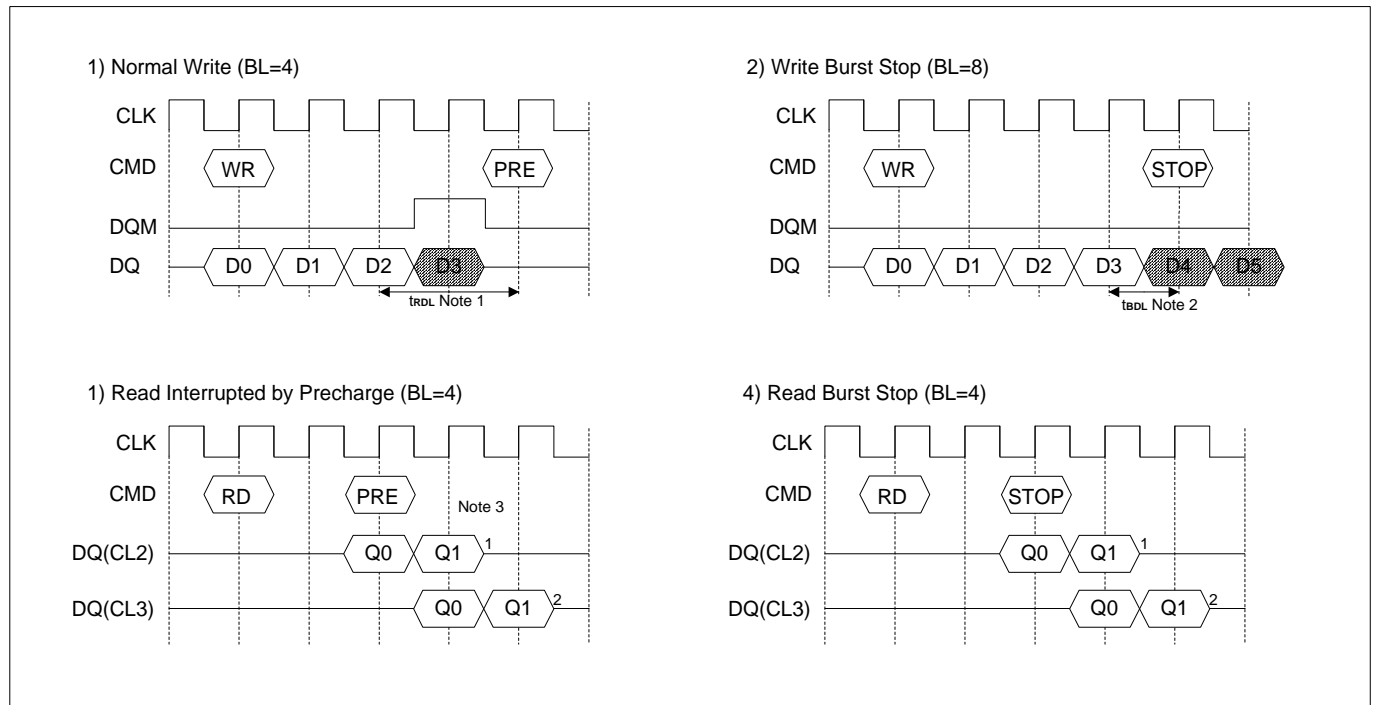 1) Normal Write (BL=4)
CLK
CMD WR PRE
DQM
DQ D0 D1 D2 D3
tRDL Note 1
2) Write Burst Stop (BL=8)
CLK
CMD WR STOP
DQM
DQ D0 D1 D2 D3 D4 D5
tBDL Note 2
1) Read Interrupted by Precharge (BL=4)
CLK
CMD RD PRE
Note 3
DQ(CL2) Q0 Q1 1
DQ(CL3) Q0 Q1 2
4) Read Burst Stop (BL=4)
CLK
CMD RD STOP
DQ(CL2) Q0 Q1 1
DQ(CL3) Q0 Q1 2